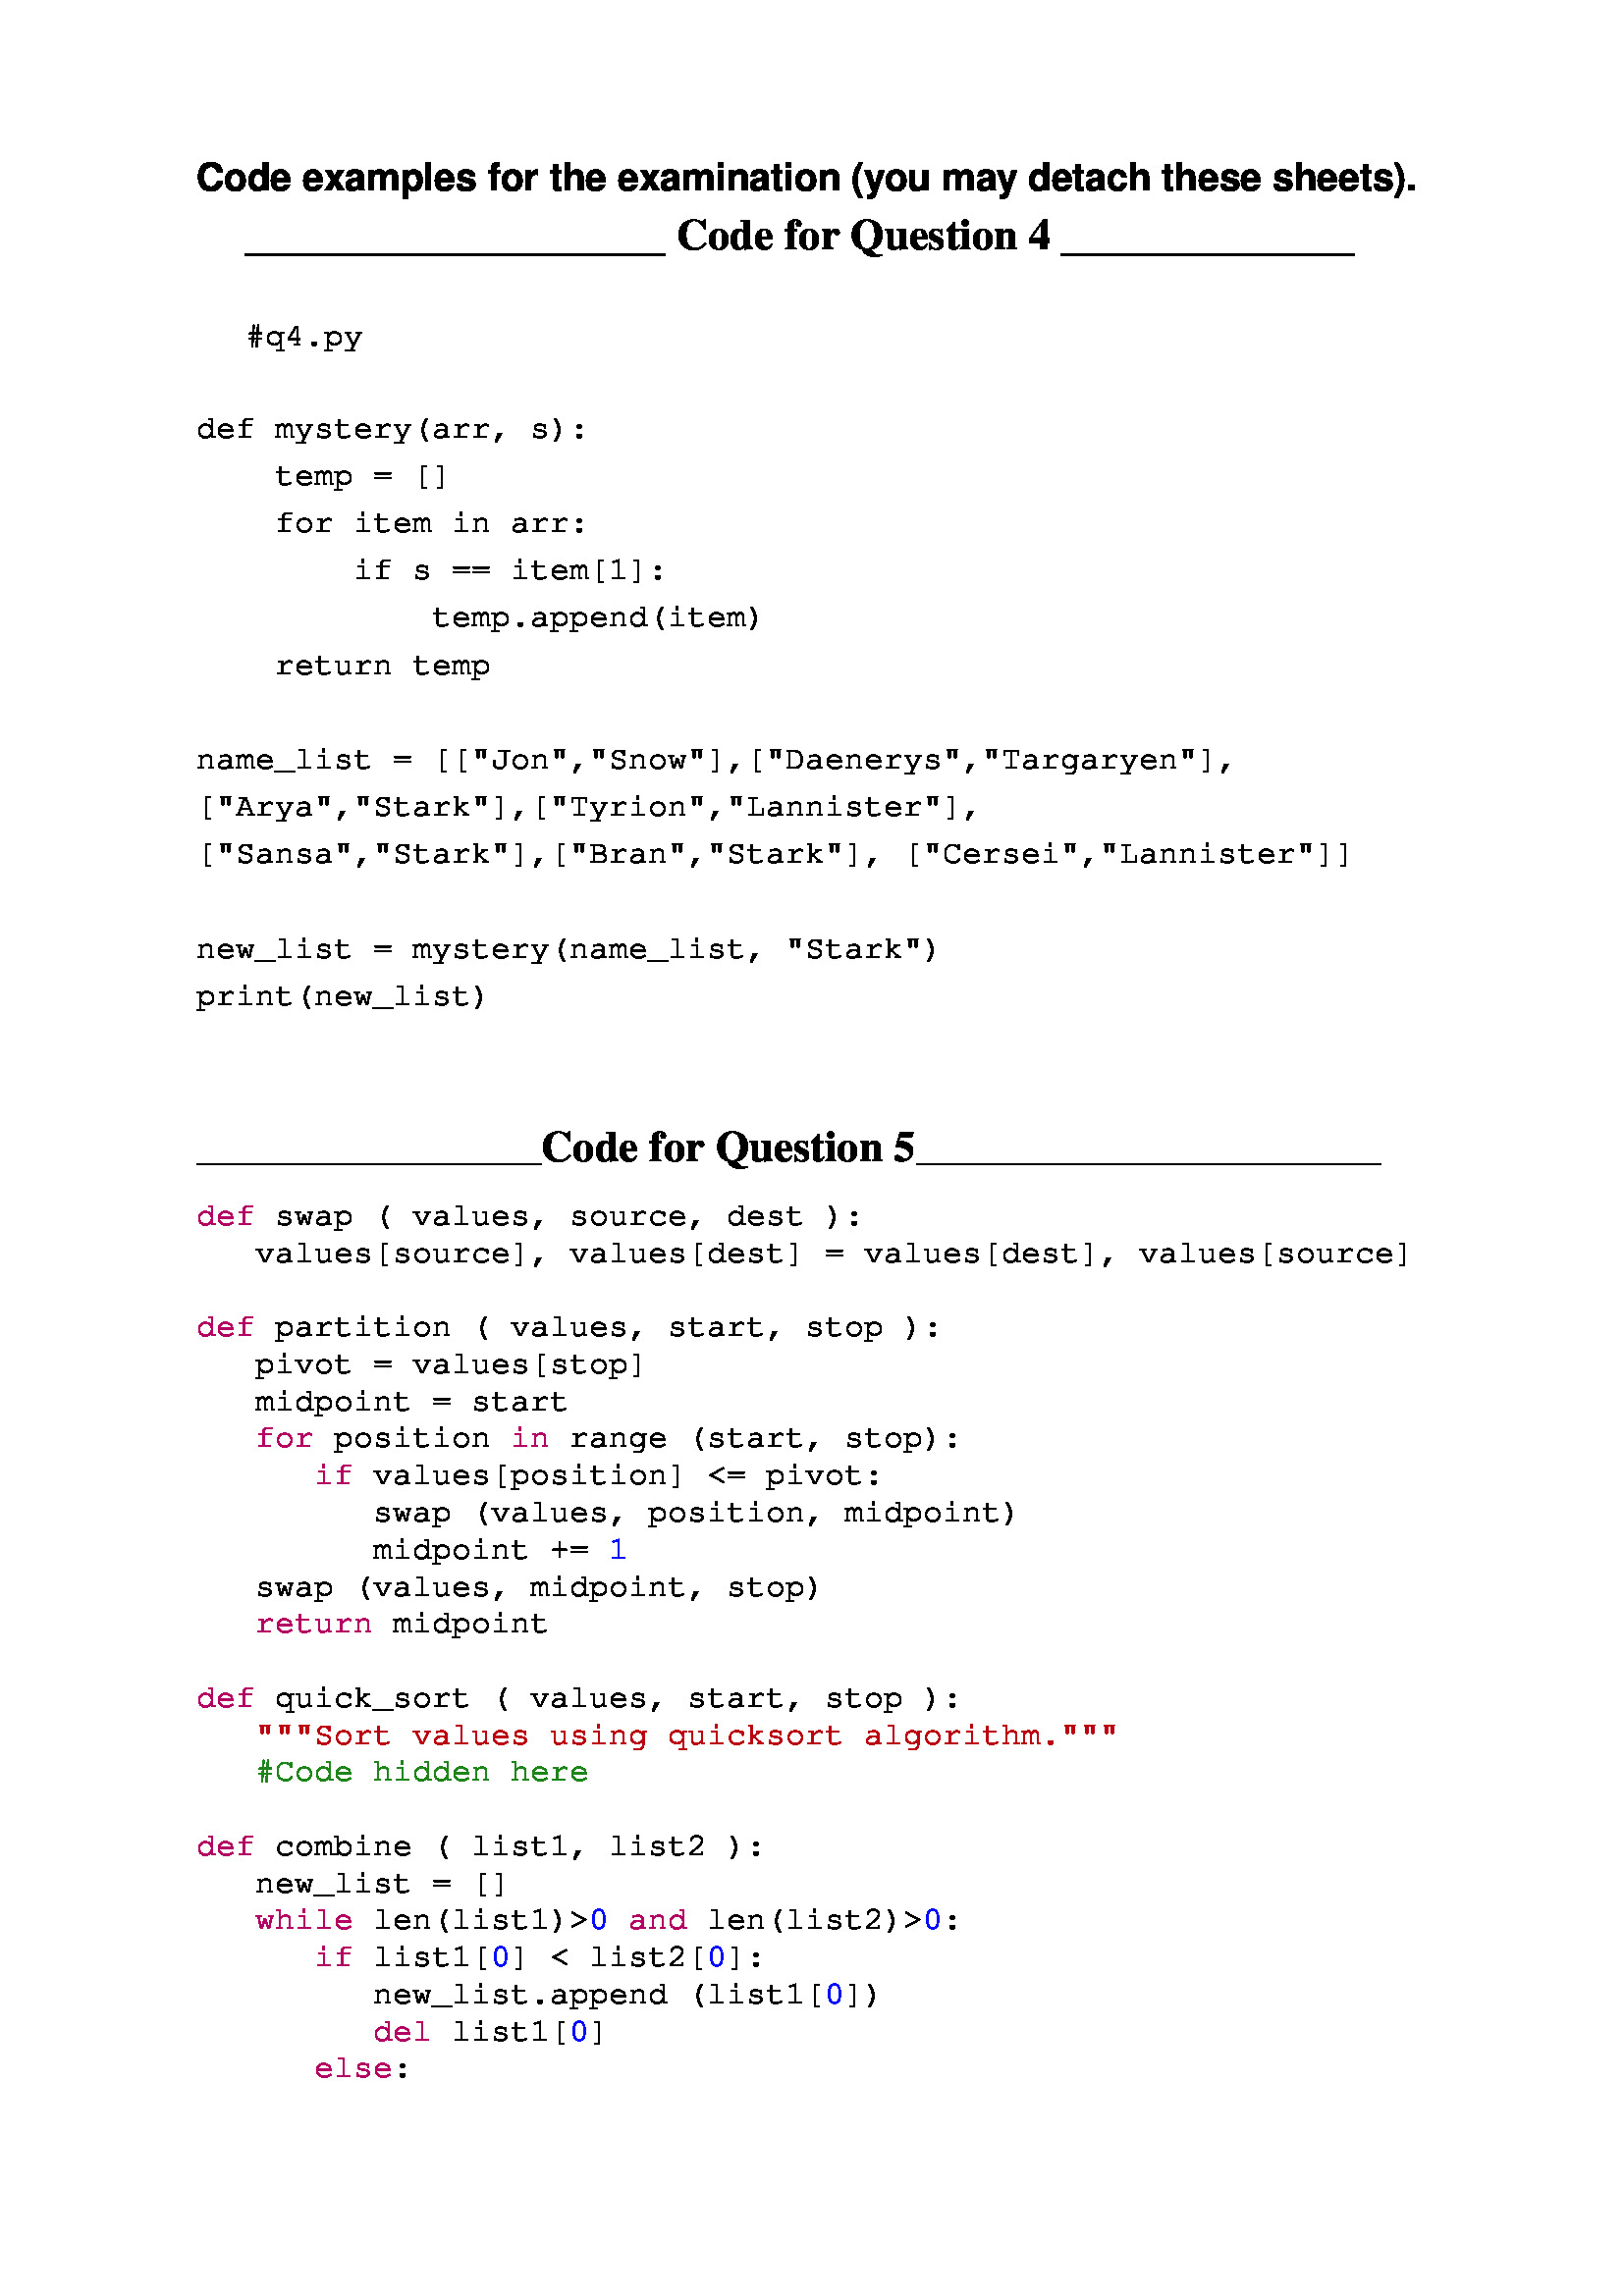 Code examples for the examination (you may detach these sheets).
____________________ Code for Question 4 ______________
#q4.py
def mystery(arr, s):
    temp = []
    for item in arr:
        if s == item[1]:
            temp.append(item)
    return temp
name_list = [["Jon","Snow"],["Daenerys","Targaryen"],
["Arya","Stark"],["Tyrion","Lannister"],
["Sansa","Stark"],["Bran","Stark"], ["Cersei","Lannister"]]
new_list = mystery(name_list, "Stark")
print(new_list)
________________Code for Question 5______________________
def swap ( values, source, dest ):
   values[source], values[dest] = values[dest], values[source]
def partition ( values, start, stop ):
   pivot = values[stop]
   midpoint = start
   for position in range (start, stop):
      if values[position] <= pivot:
         swap (values, position, midpoint)
         midpoint += 1
   swap (values, midpoint, stop)
   return midpoint
def quick_sort ( values, start, stop ):
   """Sort values using quicksort algorithm."""
   #Code hidden here
def combine ( list1, list2 ):
   new_list = []
   while len(list1)>0 and len(list2)>0:
      if list1[0] < list2[0]:
         new_list.append (list1[0])
         del list1[0]
      else: